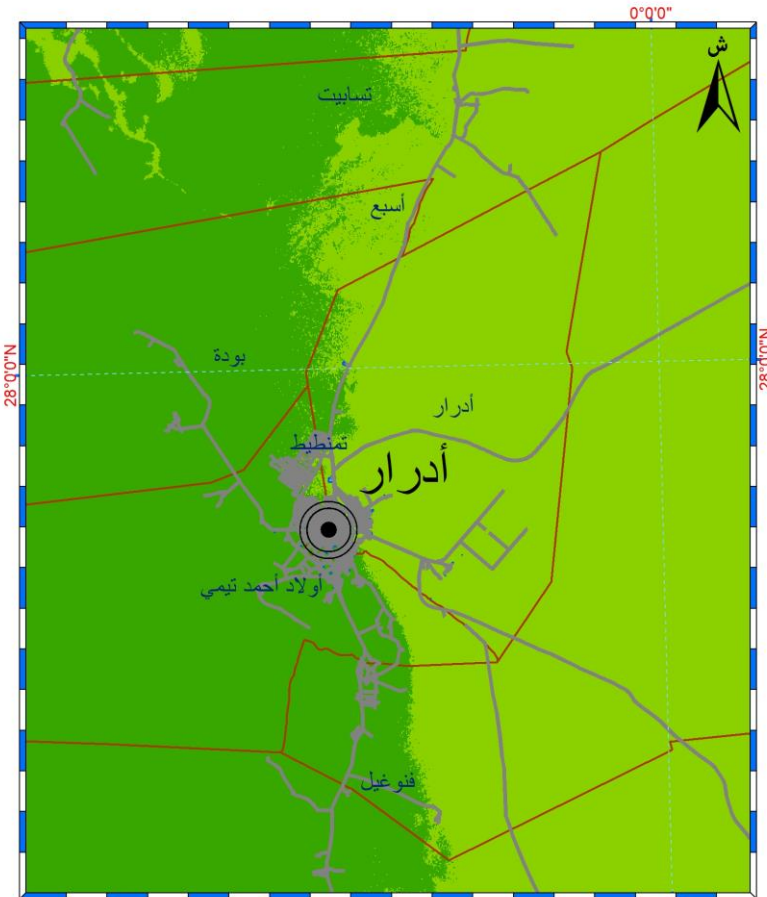 0°0'0"
ش
تسابيت
أسبع
بودة
28°0'0"N
28°0'0"N
أدرار
تمنطيط
أدرار
أولاد أحمد تيمي
فنوغيل